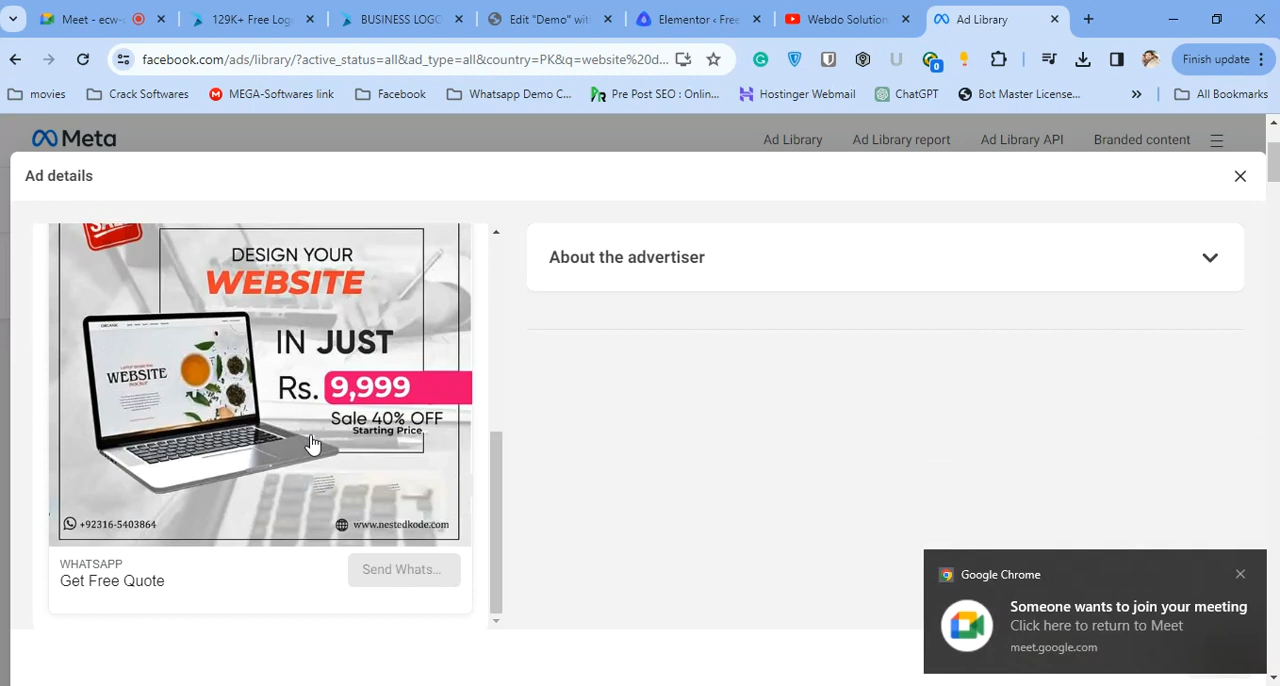 Meet - ecw-
129K+ Free Log
BUSINESS LOGO
Edit "Demo" wit
Elementor ‹ Free
Webdo Solution
Ad Library
facebook.com/ads/library/?active_status=all&ad_type=all&country=PK&q=website%20d...
Finish update
movies
Crack Softwares
MEGA-Softwares link
Facebook
Whatsapp Demo C...
Pre Post SEO : Onlin...
Hostinger Webmail
ChatGPT
Bot Master License...
All Bookmarks
Meta
Ad Library
Ad Library report
Ad Library API
Branded content
Ad details
SALE
DESIGN YOUR
WEBSITE
IN JUST
Rs. 9,999
Sale 40% OFF
Starting Price,
WEBSITE
+92316-5403864
www.nestedkode.com
WHATSAPP
Get Free Quote
Send Whats...
About the advertiser
0
Google Chrome
Someone wants to join your meeting
Click here to return to Meet
meet.google.com